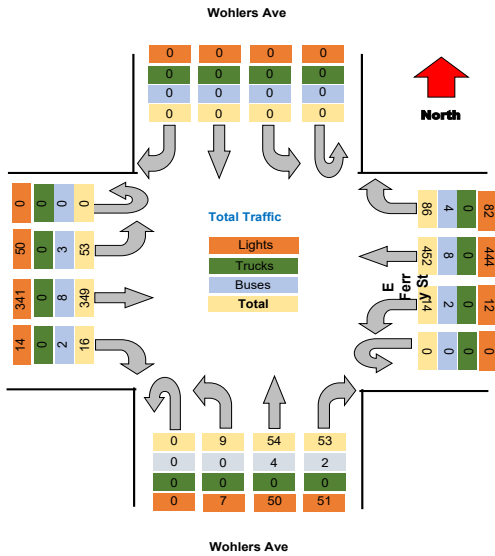 Wohlers Ave
0 0 0 0
0 0 0 0
0 0 0 0
0 0 0 0
North
0 0 0 0
50 0 3 53
341 0 8 349
14 0 2 16
Total Traffic
Lights
Trucks
Buses
Total
86 4 0 82
452 8 0 444
14 2 0 12
0 0 0 0
E
Ferr
y St
0 9 54 53
0 0 4 2
0 0 0 0
0 7 50 51
Wohlers Ave